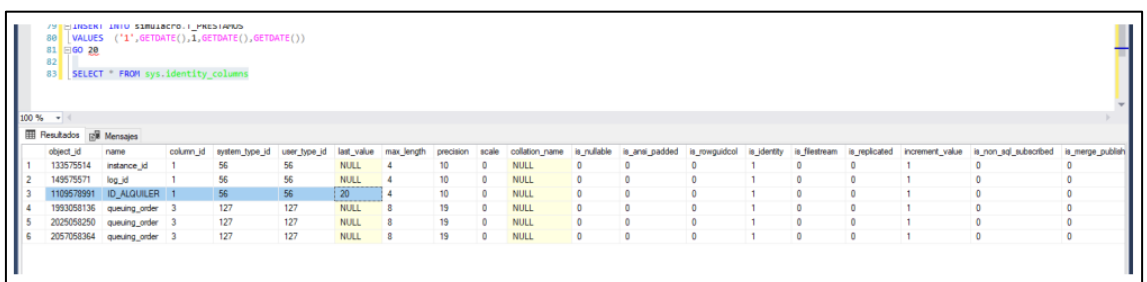 79 INSERT INTO simulacro.T_PRESTAMOS
80 VALUES ('1',GETDATE(),1,GETDATE(),GETDATE())
81 GO 20
82
83 SELECT * FROM sys.identity_columns
100 %
Resultados Mensajes
object_id name column_id system_type_id user_type_id last_value max_length precision scale collation_name is_nullable is_ansi_padded is_rowguidcol is_identity is_filestream is_replicated increment_value is_non_sql_subscribed is_merge_publish
1 133575514 instance_id 1 56 56 NULL 4 10 0 NULL 0 0 0 1 0 0 1 0 0
2 149575571 log_id 1 56 56 NULL 4 10 0 NULL 0 0 0 1 0 0 1 0 0
3 1109578991 ID_ALQUILER 1 56 56 20 4 10 0 NULL 0 0 0 1 0 0 1 0 0
4 1993058136 queuing_order 3 127 127 NULL 8 19 0 NULL 0 0 0 1 0 0 1 0 0
5 2025058250 queuing_order 3 127 127 NULL 8 19 0 NULL 0 0 0 1 0 0 1 0 0
6 2057058364 queuing_order 3 127 127 NULL 8 19 0 NULL 0 0 0 1 0 0 1 0 0